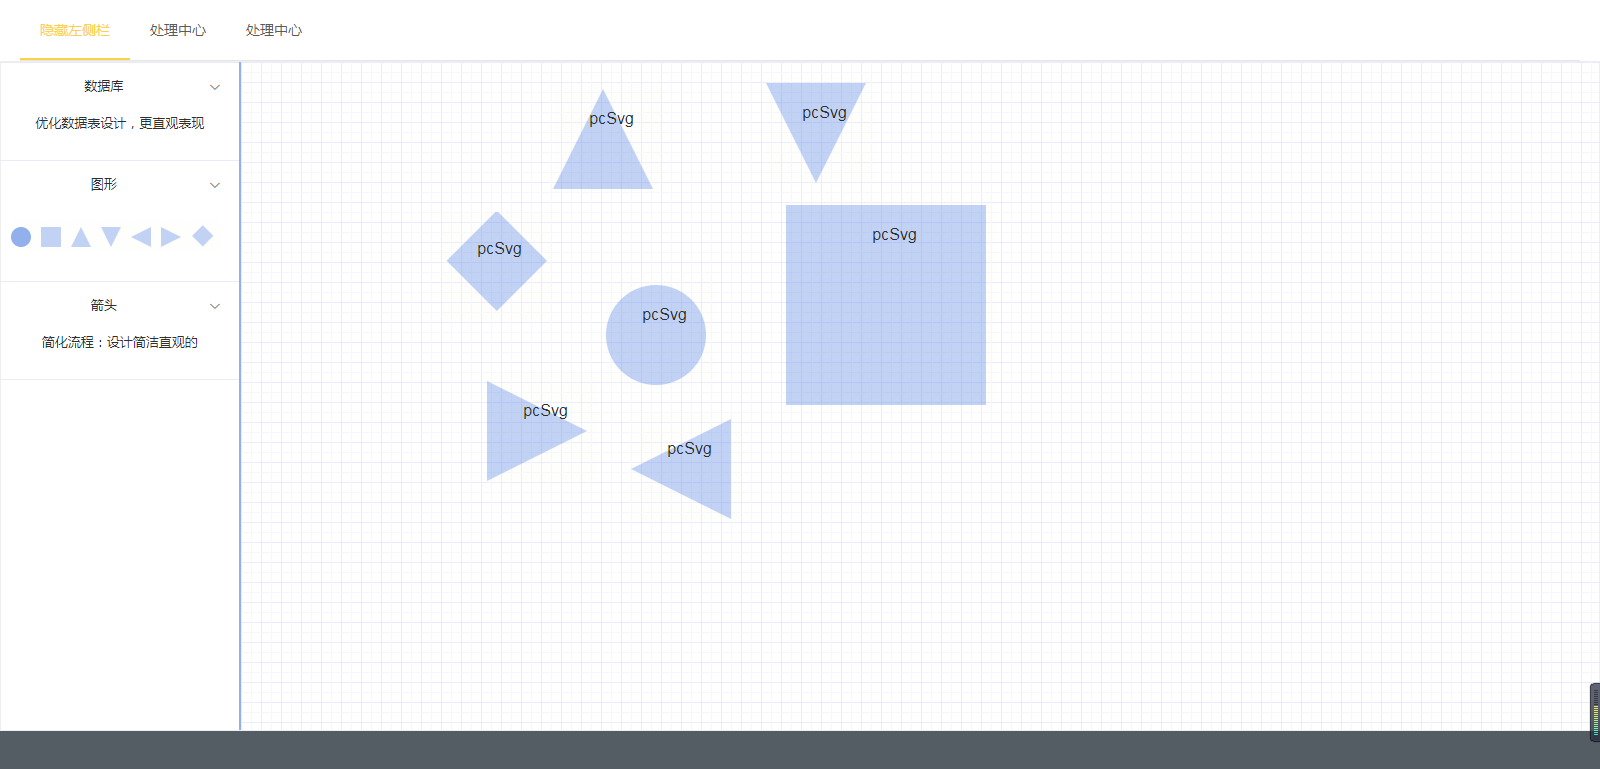 隐藏左侧栏 处理中心 处理中心
数据库
优化数据表设计，更直观表现
图形
箭头
简化流程：设计简洁直观的
pcSvg
pcSvg
pcSvg
pcSvg
pcSvg
pcSvg
pcSvg